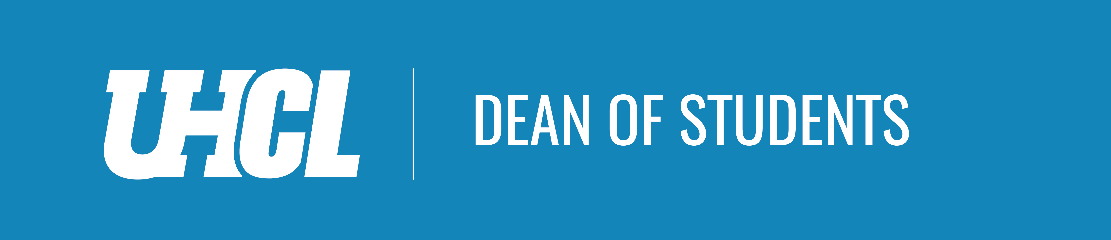 UHCL DEAN OF STUDENTS